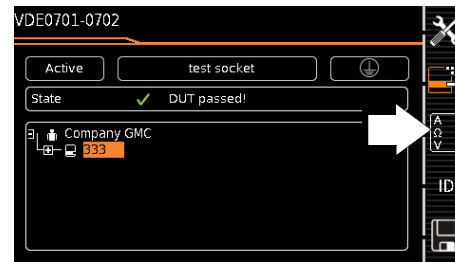 VDE0701-0702
Active test socket
State ✓ DUT passed!
Company GMC
333
A
Ω
V
ID